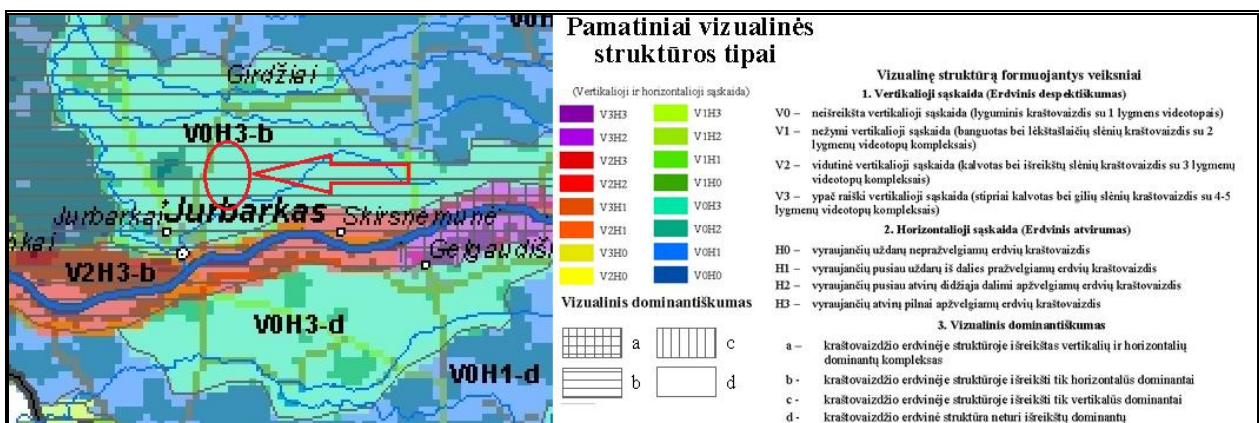 V0H
Girdžiai
V0H3-b
Jurbarkai
Jurbarkas
Skirsnemunė
kai
Gelgaudiš
V2H3-b
V0H3-d
V0H1-d
Pamatiniai vizualinės
struktūros tipai
(Vertikalioji ir horizontalioji sąskaida)
V3H3 V1H3
V3H2 V1H2
V2H3 V1H1
V2H2 V1H0
V3H1 V0H3
V2H1 V0H2
V3H0 V0H1
V2H0 V0H0
Vizualinis dominantiškumas
a c
b d
Vizualinę struktūrą formuojantys veiksniai
1. Vertikalioji sąskaida (Erdvinis despektiškumas)
V0 – neišreikšta vertikalioji sąskaida (lyguminis kraštovaizdis su 1 lygmens videotopais)
V1 – nežymi vertikalioji sąskaida (banguotas bei lėkštašlaičių slėnių kraštovaizdis su 2
lygmenų videotopų kompleksais)
V2 – vidutinė vertikalioji sąskaida (kalvotas bei išreikštų slėnių kraštovaizdis su 3 lygmenų
videotopų kompleksais)
V3 – ypač raiški vertikalioji sąskaida (stipriai kalvotas bei gilių slėnių kraštovaizdis su 4-5
lygmenų videotopų kompleksais)
2. Horizontalioji sąskaida (Erdvinis atvirumas)
H0 – vyraujančių uždarų nepražvelgiamų erdvių kraštovaizdis
H1 – vyraujančių pusiau uždarų iš dalies pražvelgiamų erdvių kraštovaizdis
H2 – vyraujančių pusiau atvirų didžiąja dalimi apžvelgiamų erdvių kraštovaizdis
H3 – vyraujančių atvirų pilnai apžvelgiamų erdvių kraštovaizdis
3. Vizualinis dominantiškumas
a – kraštovaizdžio erdvinėje struktūroje išreikštas vertikalių ir horizontalių
dominantų kompleksas
b - kraštovaizdžio erdvinėje struktūroje išreikšti tik horizontalūs dominantai
c - kraštovaizdžio erdvinėje struktūroje išreikšti tik vertikalūs dominantai
d - kraštovaizdžio erdvinė struktūra neturi išreikštų dominantų